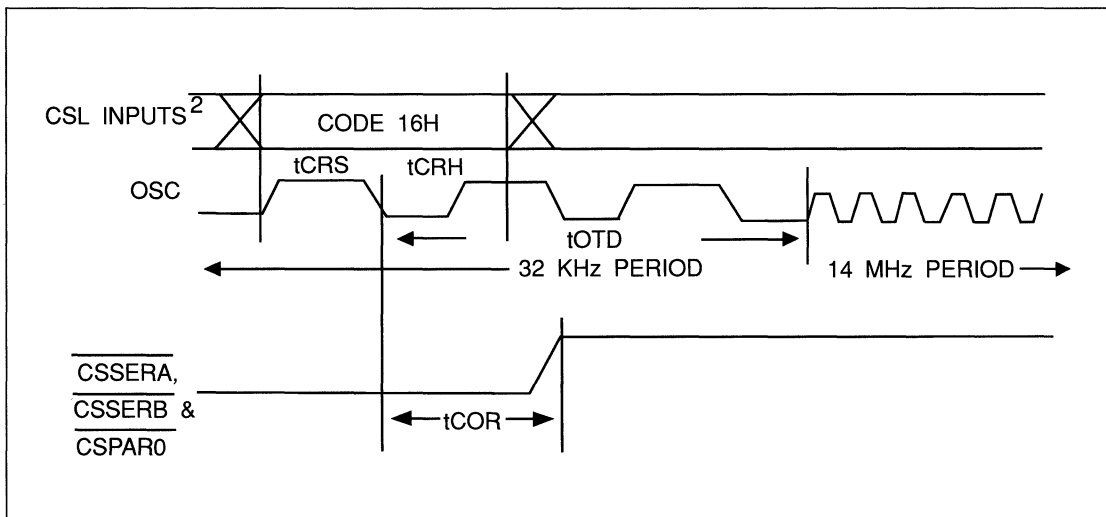 CSL INPUTS²
CODE 16H
tCRS tCRH
OSC
tOTD
32 KHz PERIOD 14 MHz PERIOD
CSSERA,
CSSERB &
CSPAR0
tCOR